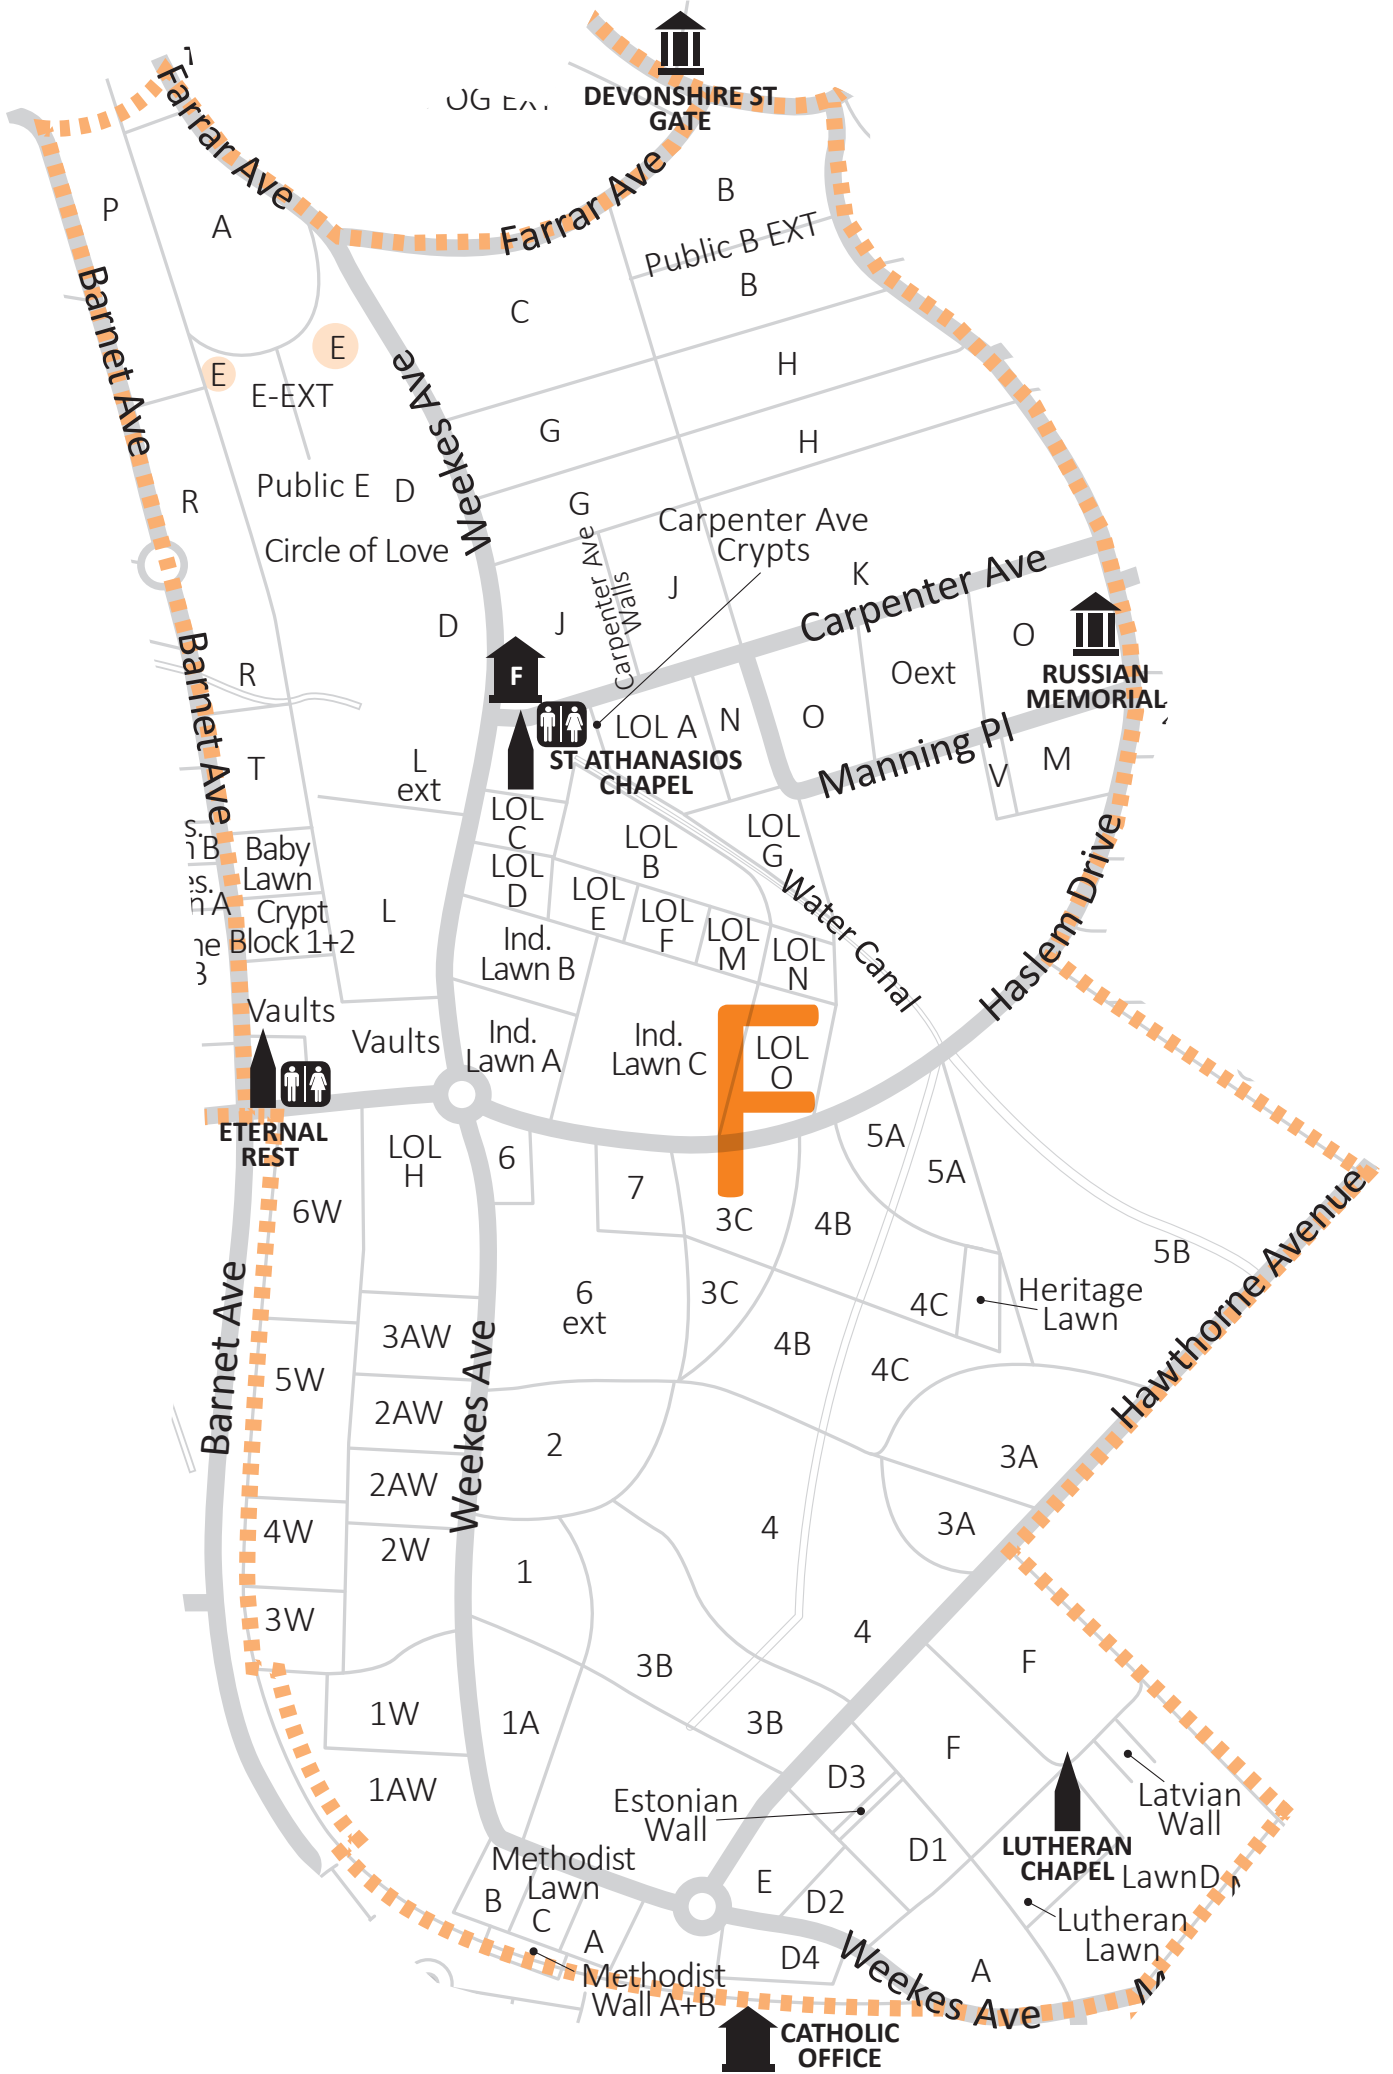 DEVONSHIRE ST
GATE
Farrar Ave
Farrar Ave
P
A
B
Public B EXT
B
C
Barnet Ave
E
E
E-EXT
Weekes Ave
H
G
H
R
Public E
D
G
Carpenter Ave
Crypts
Circle of Love
Carpenter Ave
Walls
J
J
K
Carpenter Ave
D
F
O
Oext
RUSSIAN
MEMORIAL
Barnet Ave
R
LOL A
N
O
ST ATHANASIOS
CHAPEL
Manning Pl
V
M
T
L
ext
LOL
C
LOL
B
LOL
G
Baby
Lawn
LOL
D
LOL
E
LOL
F
LOL
M
LOL
N
Water Canal
Haslem Drive
Crypt
Block 1+2
L
Ind.
Lawn B
Vaults
Vaults
Ind.
Lawn A
Ind.
Lawn C
F
LOL
O
ETERNAL
REST
LOL
H
6
7
5A
5A
6W
3C
4B
5B
Hawthorne Avenue
Barnet Ave
6
ext
3C
4C
Heritage
Lawn
3AW
4B
4C
5W
Weekes Ave
2AW
2
3A
2AW
4
3A
4W
2W
1
3W
4
3B
F
1W
1A
3B
F
1AW
D3
Estonian
Wall
Latvian
Wall
D1
LUTHERAN
CHAPEL
LawnD
Methodist
Lawn
B
C
A
E
D2
Lutheran
Lawn
D4
Weekes Ave
A
Methodist
Wall A+B
CATHOLIC
OFFICE